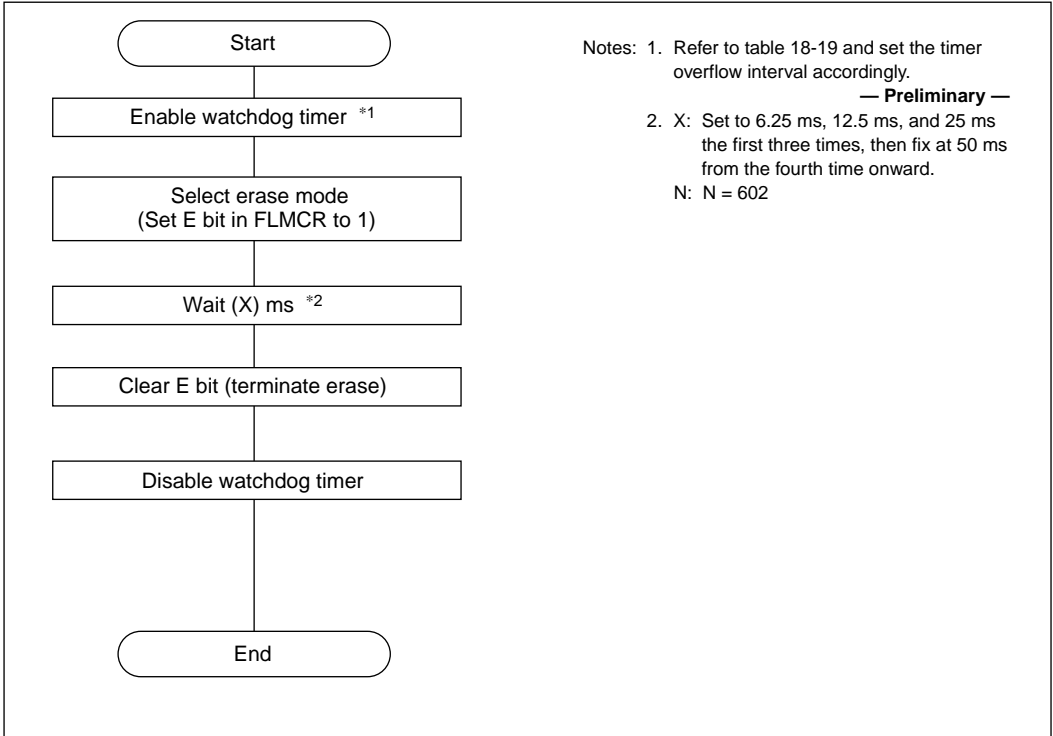 Start
Enable watchdog timer *1
Select erase mode
(Set E bit in FLMCR to 1)
Wait (X) ms *2
Clear E bit (terminate erase)
Disable watchdog timer
End
Notes: 1. Refer to table 18-19 and set the timer
overflow interval accordingly.
— Preliminary —
2. X: Set to 6.25 ms, 12.5 ms, and 25 ms
the first three times, then fix at 50 ms
from the fourth time onward.
N: N = 602